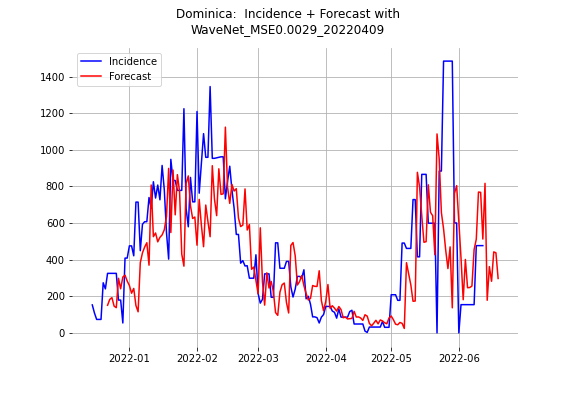 Dominica:  Incidence + Forecast with
WaveNet_MSE0.0029_20220409
Incidence
Forecast
1400
1200
1000
800
600
400
200
0
2022-01 2022-02 2022-03 2022-04 2022-05 2022-06